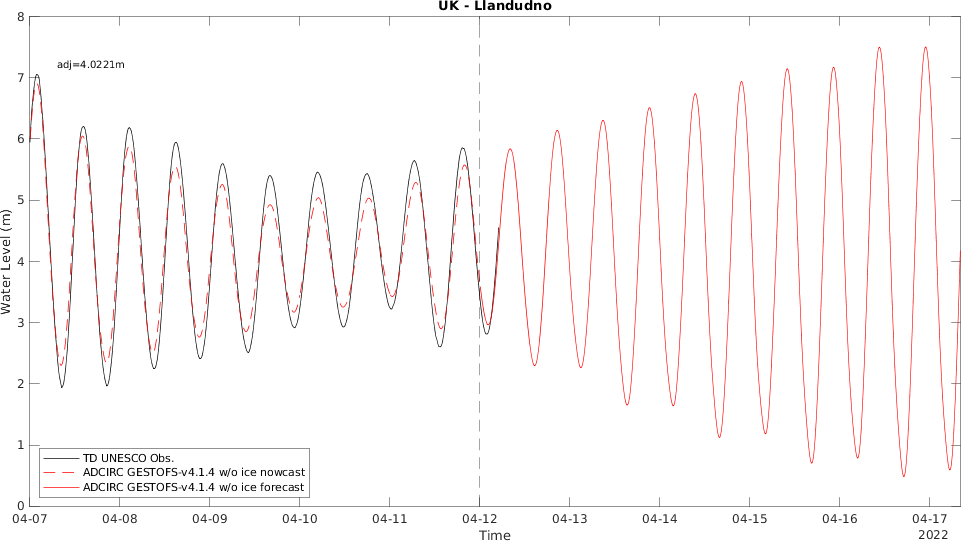 UK - Llandudno
8
7
6
5
4
3
2
1
0
Water Level (m)
adj=4.0221m
TD UNESCO Obs.
ADCIRC GESTOFS-v4.1.4 w/o ice nowcast
ADCIRC GESTOFS-v4.1.4 w/o ice forecast
04-07 04-08 04-09 04-10 04-11 04-12 04-13 04-14 04-15 04-16 04-17
Time
2022